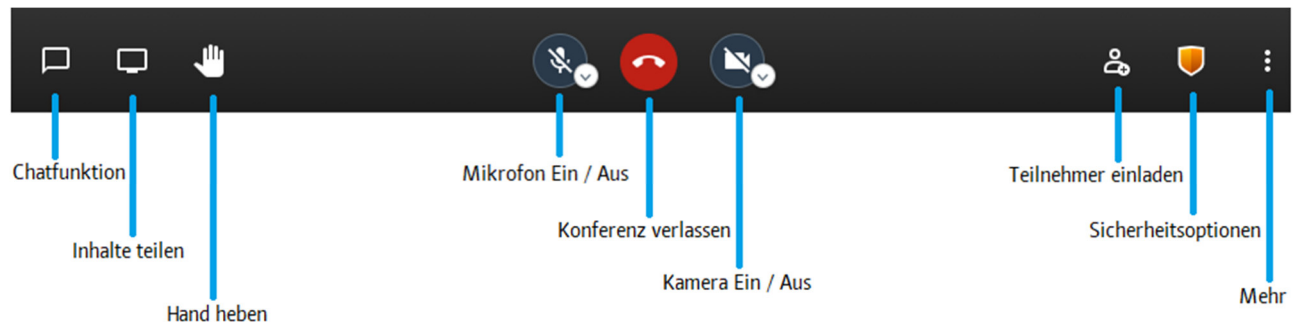 Chatfunktion
Inhalte teilen
Hand heben
Mikrofon Ein / Aus
Konferenz verlassen
Kamera Ein / Aus
Teilnehmer einladen
Sicherheitsoptionen
Mehr